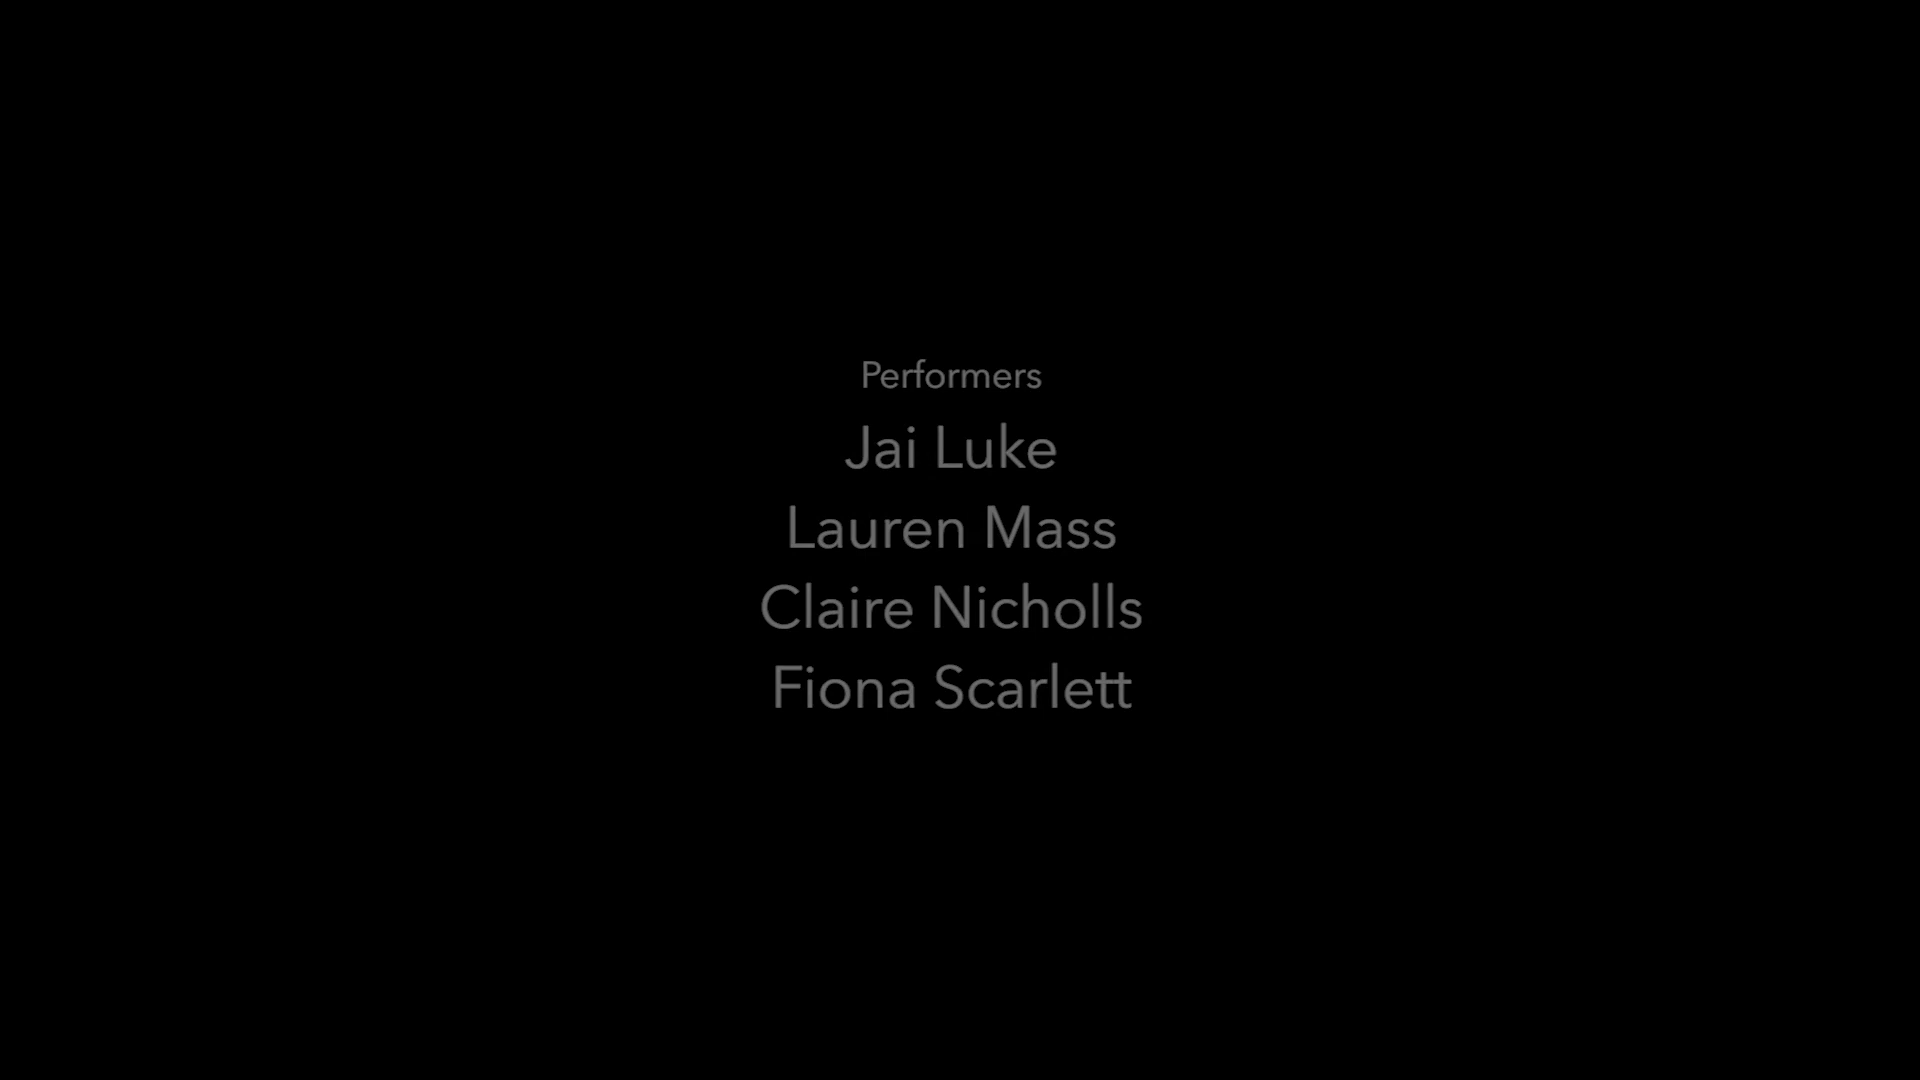 Performers
Jai Luke
Lauren Mass
Claire Nicholls
Fiona Scarlett